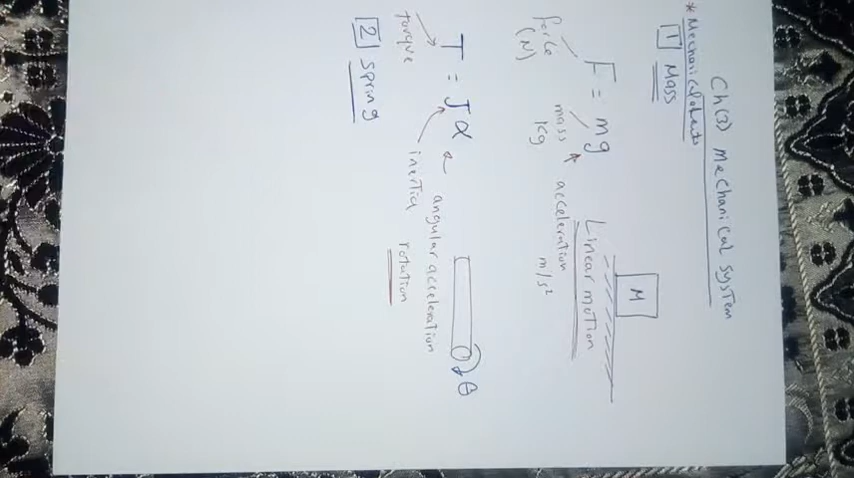 Ch(3) Mechanical system
1 Mass
M
F = mg
Force
(N)
mass
kg
acceleration
m/s²
Linear motion
T = Jα
torque
inertia
angular acceleration
rotation
θ
2 spring